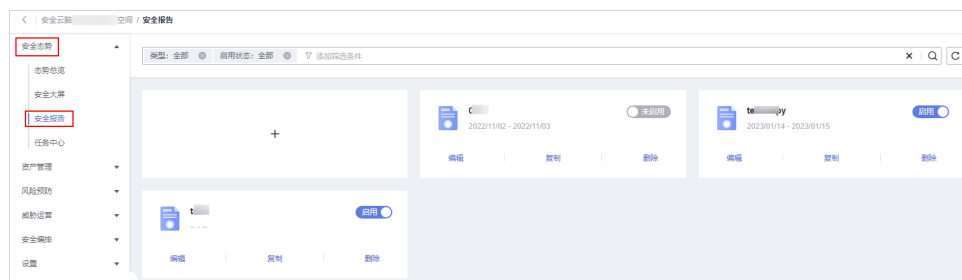 安全云脑 空间 / 安全报告
安全态势
态势总览
安全大屏
安全报告
任务中心
资产管理
风险预防
威胁运营
安全编排
设置
类型: 全部 启用状态: 全部 添加筛选条件
+
未启用
2022/11/02 - 2022/11/03
编辑 复制 删除
te py 启用
2023/01/14 - 2023/01/15
编辑 复制 删除
t 启用
-- - --
编辑 复制 删除